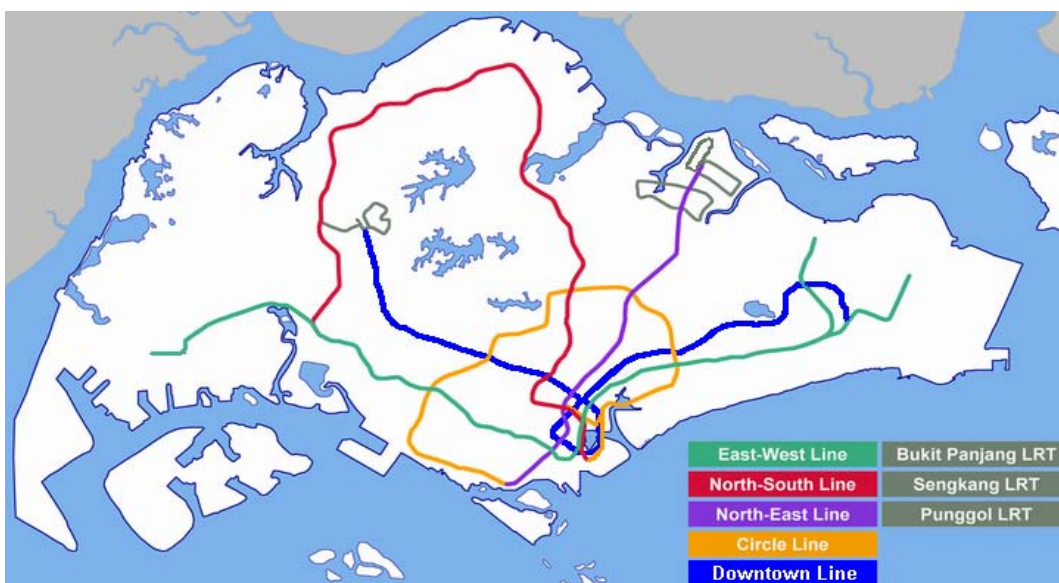 East-West Line
Bukit Panjang LRT
North-South Line
Sengkang LRT
North-East Line
Punggol LRT
Circle Line
Downtown Line